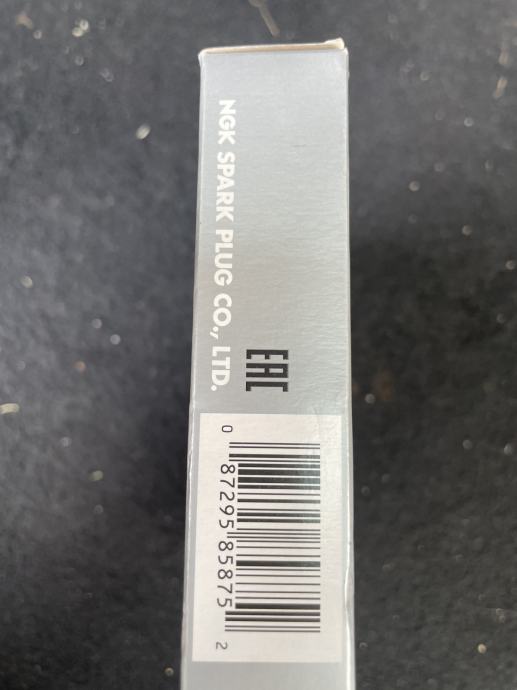 NGK SPARK PLUG CO., LTD.
EAC
0 87295 85875 2